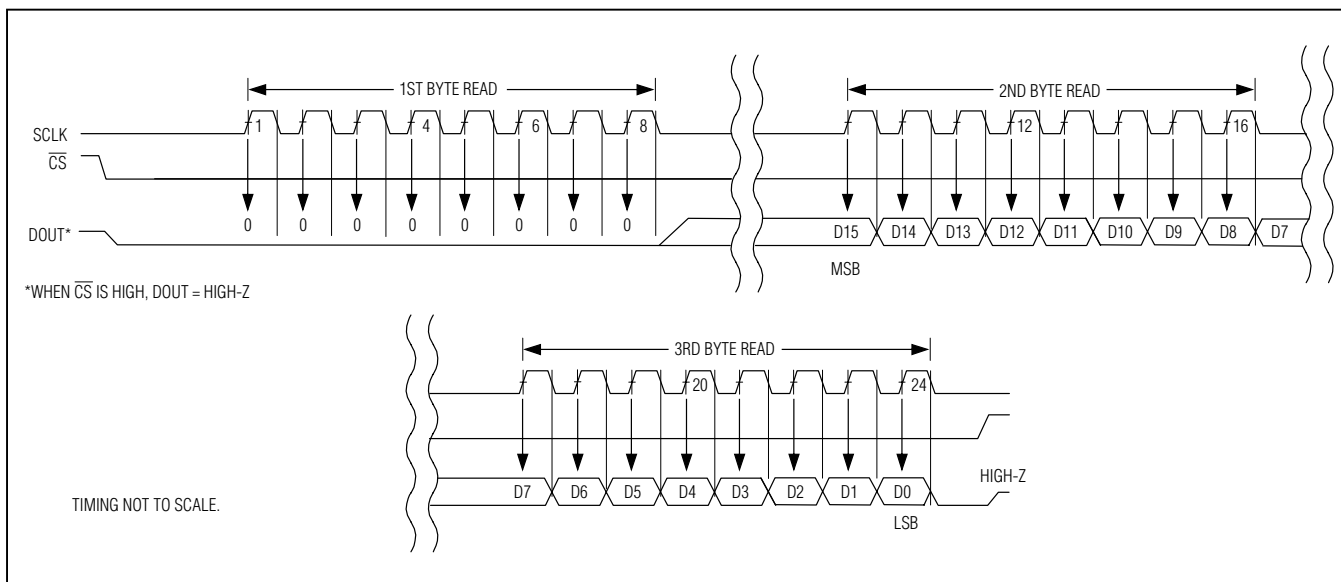 1ST BYTE READ
2ND BYTE READ
SCLK 1 4 6 8 12 16
C̅S̅
0 0 0 0 0 0 0 0
DOUT* D15 D14 D13 D12 D11 D10 D9 D8 D7
MSB
*WHEN C̅S̅ IS HIGH, DOUT = HIGH-Z
3RD BYTE READ
20 24
HIGH-Z
D7 D6 D5 D4 D3 D2 D1 D0
TIMING NOT TO SCALE.
LSB